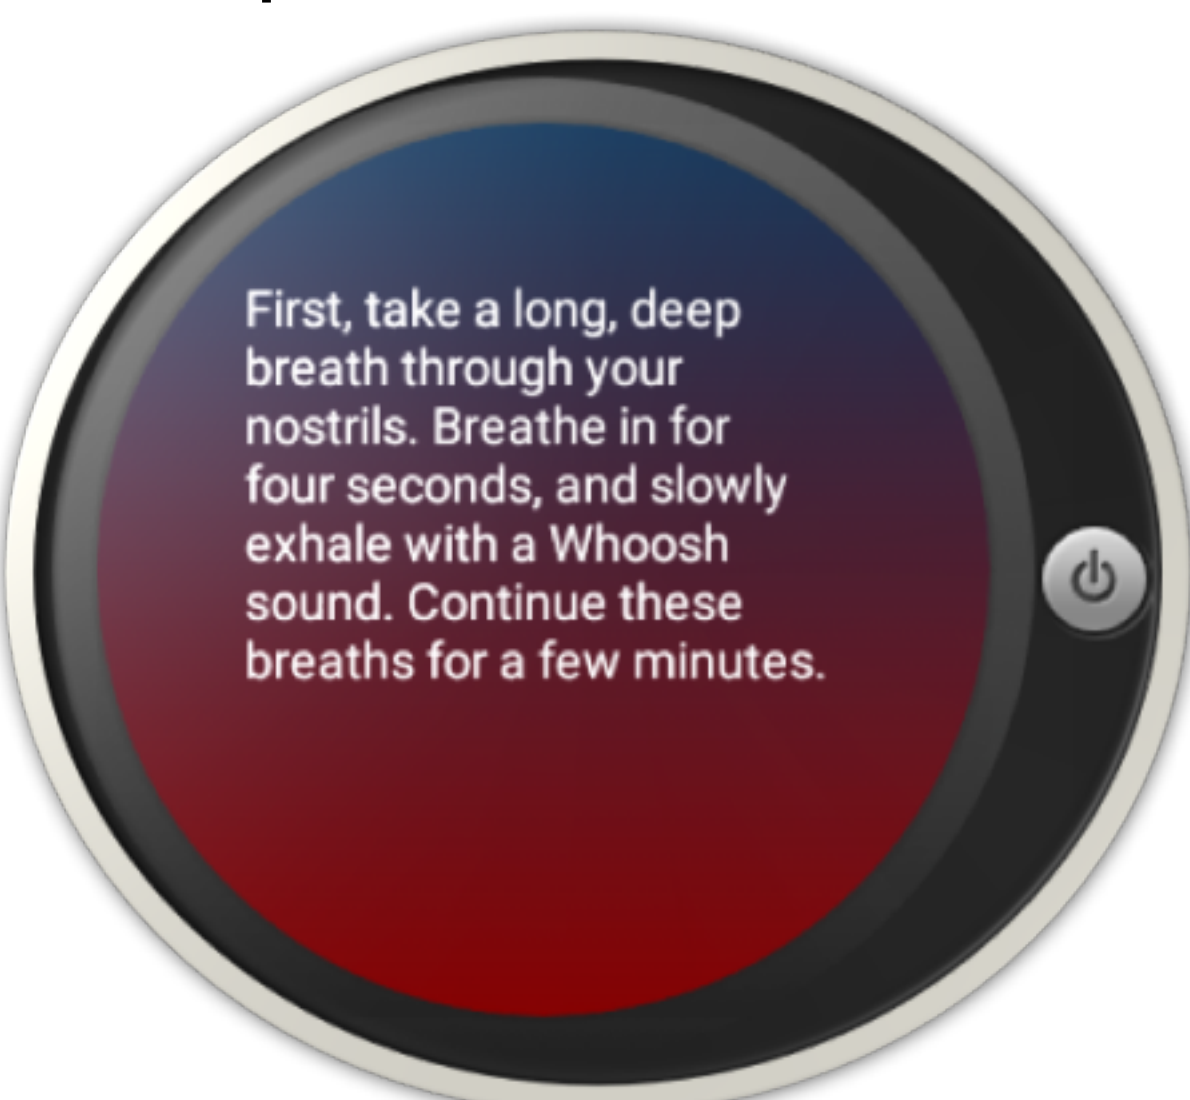 First, take a long, deep
breath through your
nostrils. Breathe in for
four seconds, and slowly
exhale with a Whoosh
sound. Continue these
breaths for a few minutes.